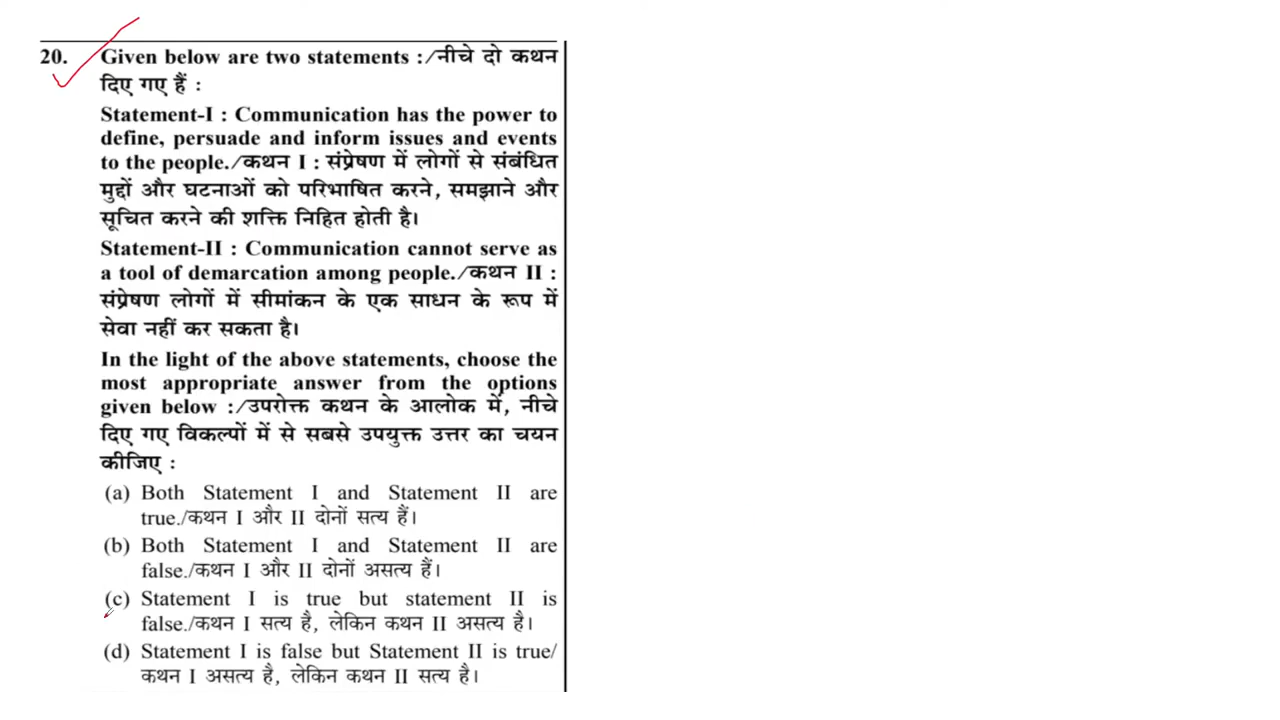 20. Given below are two statements :/नीचे दो कथन
दिए गए हैं :
Statement-I : Communication has the power to
define, persuade and inform issues and events
to the people./कथन I : संप्रेषण में लोगों से संबंधित
मुद्दों और घटनाओं को परिभाषित करने, समझाने और
सूचित करने की शक्ति निहित होती है।
Statement-II : Communication cannot serve as
a tool of demarcation among people./कथन II :
संप्रेषण लोगों में सीमांकन के एक साधन के रूप में
सेवा नहीं कर सकता है।
In the light of the above statements, choose the
most appropriate answer from the options
given below :/उपरोक्त कथन के आलोक में, नीचे
दिए गए विकल्पों में से सबसे उपयुक्त उत्तर का चयन
कीजिए :
(a) Both Statement I and Statement II are
true./कथन I और II दोनों सत्य हैं।
(b) Both Statement I and Statement II are
false./कथन I और II दोनों असत्य हैं।
(c) Statement I is true but statement II is
false./कथन I सत्य है, लेकिन कथन II असत्य है।
(d) Statement I is false but Statement II is true/
कथन I असत्य है, लेकिन कथन II सत्य है।